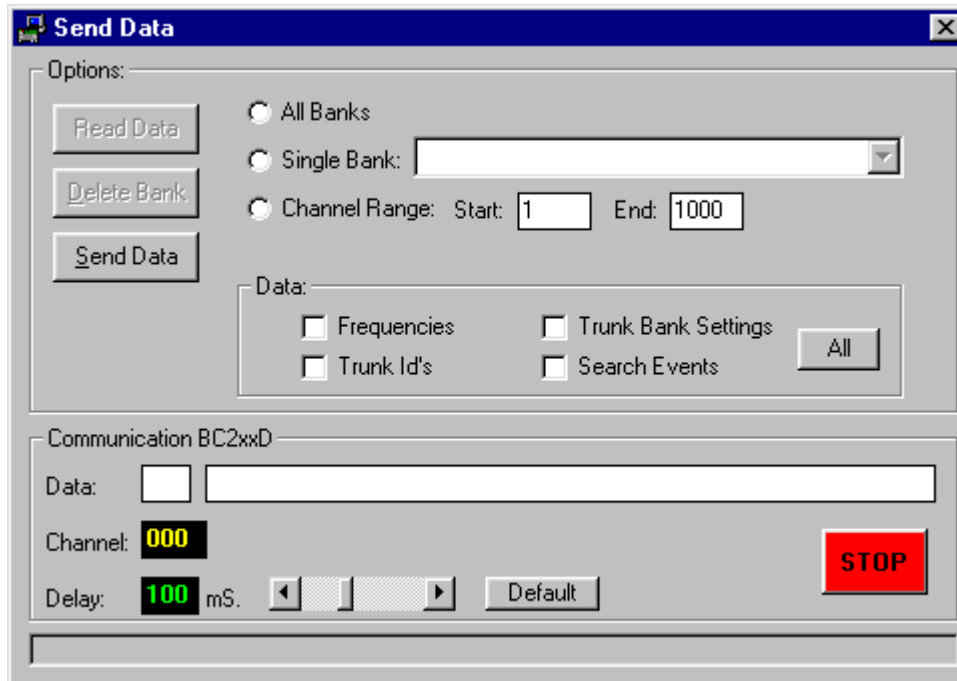 Send Data
Options:
Read Data
All Banks
Delete Bank
Single Bank:
Channel Range: Start: 1 End: 1000
Send Data
Data:
Frequencies Trunk Bank Settings
All
Trunk Id's Search Events
Communication BC2xxD
Data:
Channel: 000
STOP
Delay: 100 mS. Default